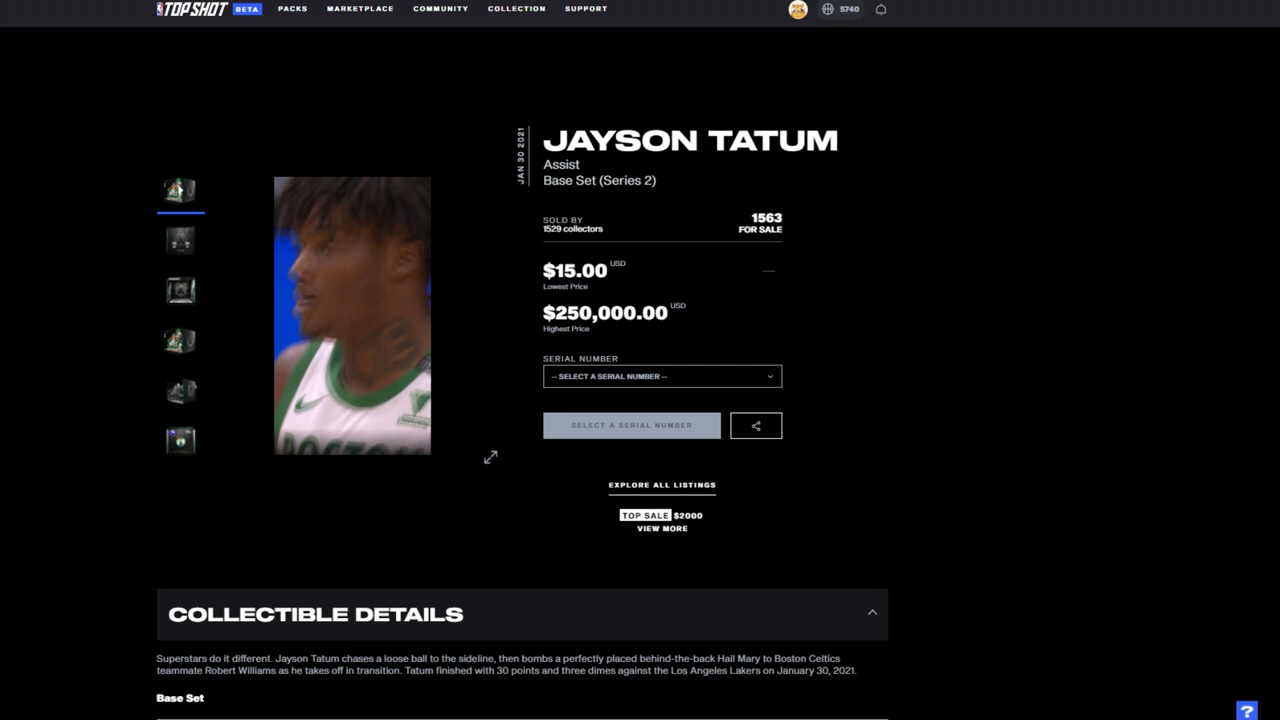 TOP SHOT BETA PACKS MARKETPLACE COMMUNITY COLLECTION SUPPORT 5740
JAN 30 2021
JAYSON TATUM
Assist
Base Set (Series 2)
SOLD BY
1529 collectors
1563
FOR SALE
$15.00 USD
Lowest Price
$250,000.00 USD
Highest Price
SERIAL NUMBER
-- SELECT A SERIAL NUMBER --
SELECT A SERIAL NUMBER
EXPLORE ALL LISTINGS
TOP SALE $2000
VIEW MORE
COLLECTIBLE DETAILS
Superstars do it different. Jayson Tatum chases a loose ball to the sideline, then bombs a perfectly placed behind-the-back Hail Mary to Boston Celtics
teammate Robert Williams as he takes off in transition. Tatum finished with 30 points and three dimes against the Los Angeles Lakers on January 30, 2021.
Base Set
?